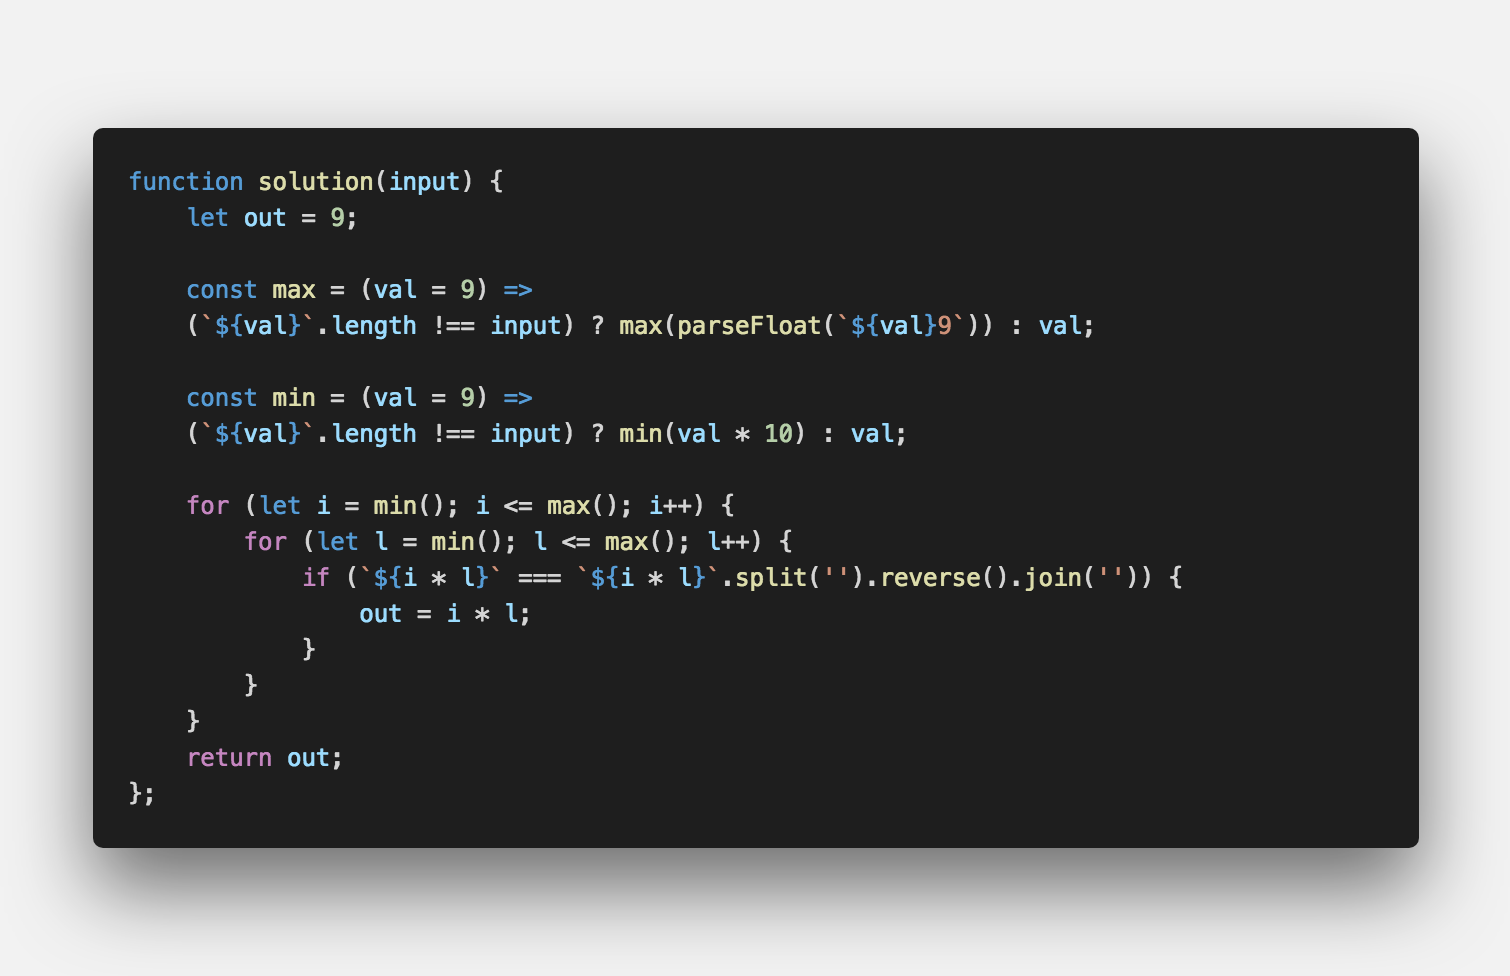 function solution(input) {
    let out = 9;

    const max = (val = 9) =>
    (`${val}`.length !== input) ? max(parseFloat(`${val}9`)) : val;

    const min = (val = 9) =>
    (`${val}`.length !== input) ? min(val * 10) : val;

    for (let i = min(); i <= max(); i++) {
        for (let l = min(); l <= max(); l++) {
            if (`${i * l}` === `${i * l}`.split('').reverse().join('')) {
                out = i * l;
            }
        }
    }
    return out;
};